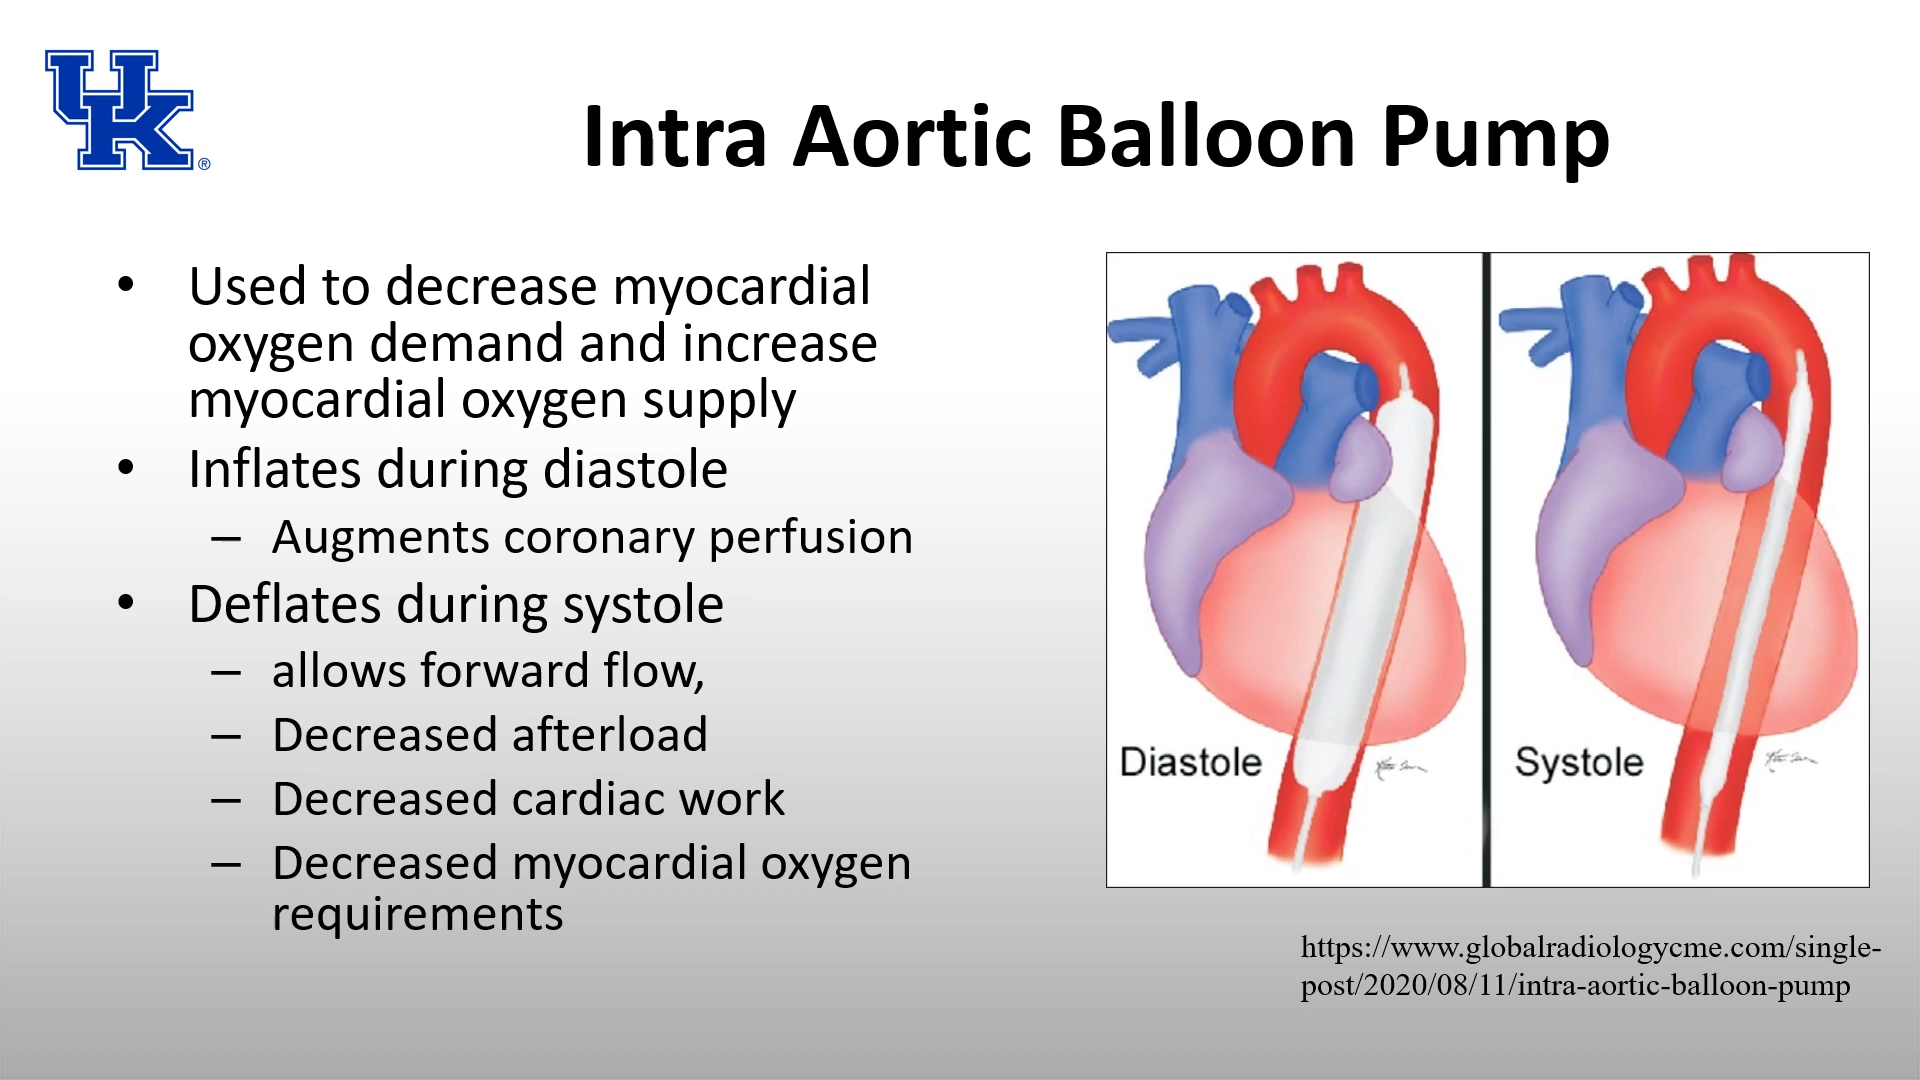 UK®
Intra Aortic Balloon Pump
• Used to decrease myocardial
oxygen demand and increase
myocardial oxygen supply
• Inflates during diastole
– Augments coronary perfusion
• Deflates during systole
– allows forward flow,
– Decreased afterload
– Decreased cardiac work
– Decreased myocardial oxygen
requirements
Diastole
Systole
https://www.globalradiologycme.com/single-
post/2020/08/11/intra-aortic-balloon-pump